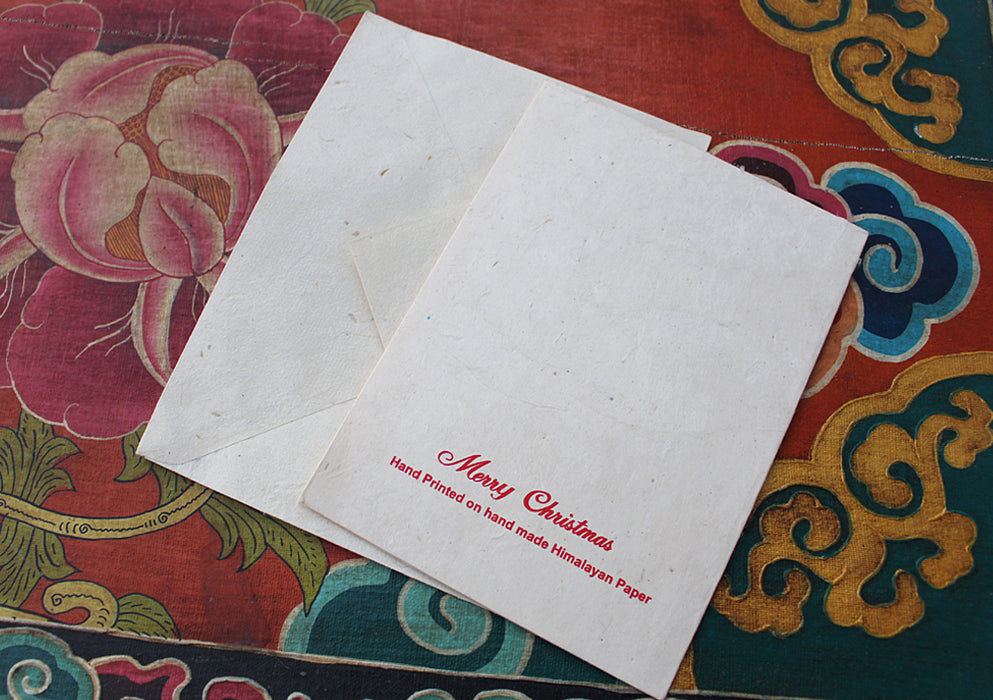 Merry Christmas
Hand Printed on hand made Himalayan Paper